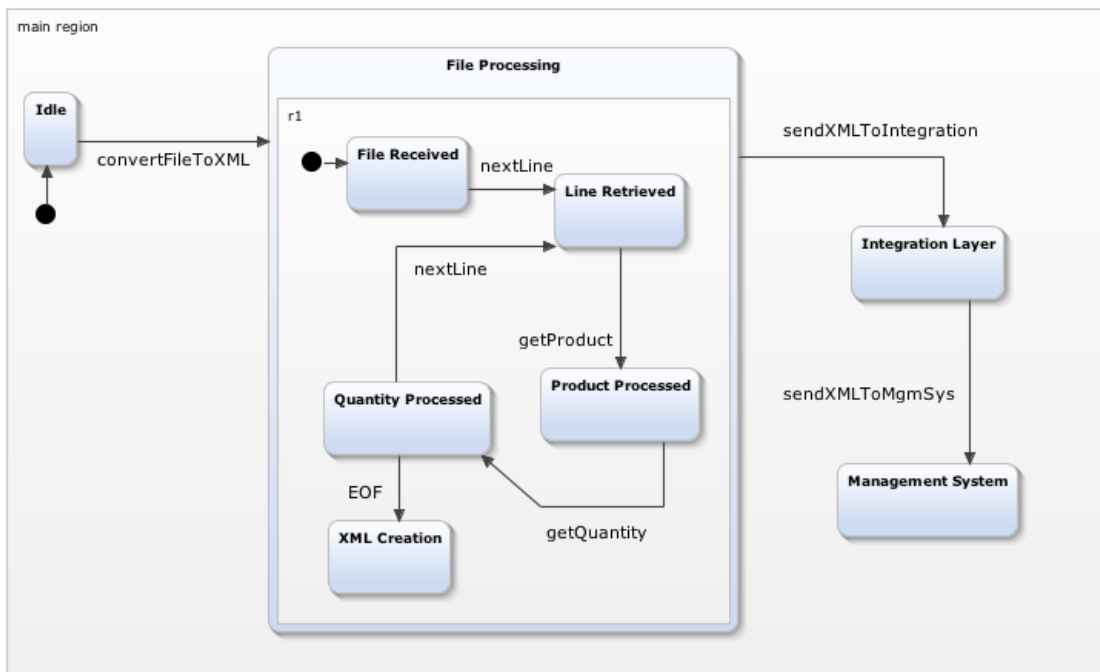 main region
File Processing
Idle
r1
convertFileToXML
File Received
nextLine
Line Retrieved
nextLine
getProduct
Product Processed
Quantity Processed
EOF
getQuantity
XML Creation
sendXMLToIntegration
Integration Layer
sendXMLToMgmSys
Management System